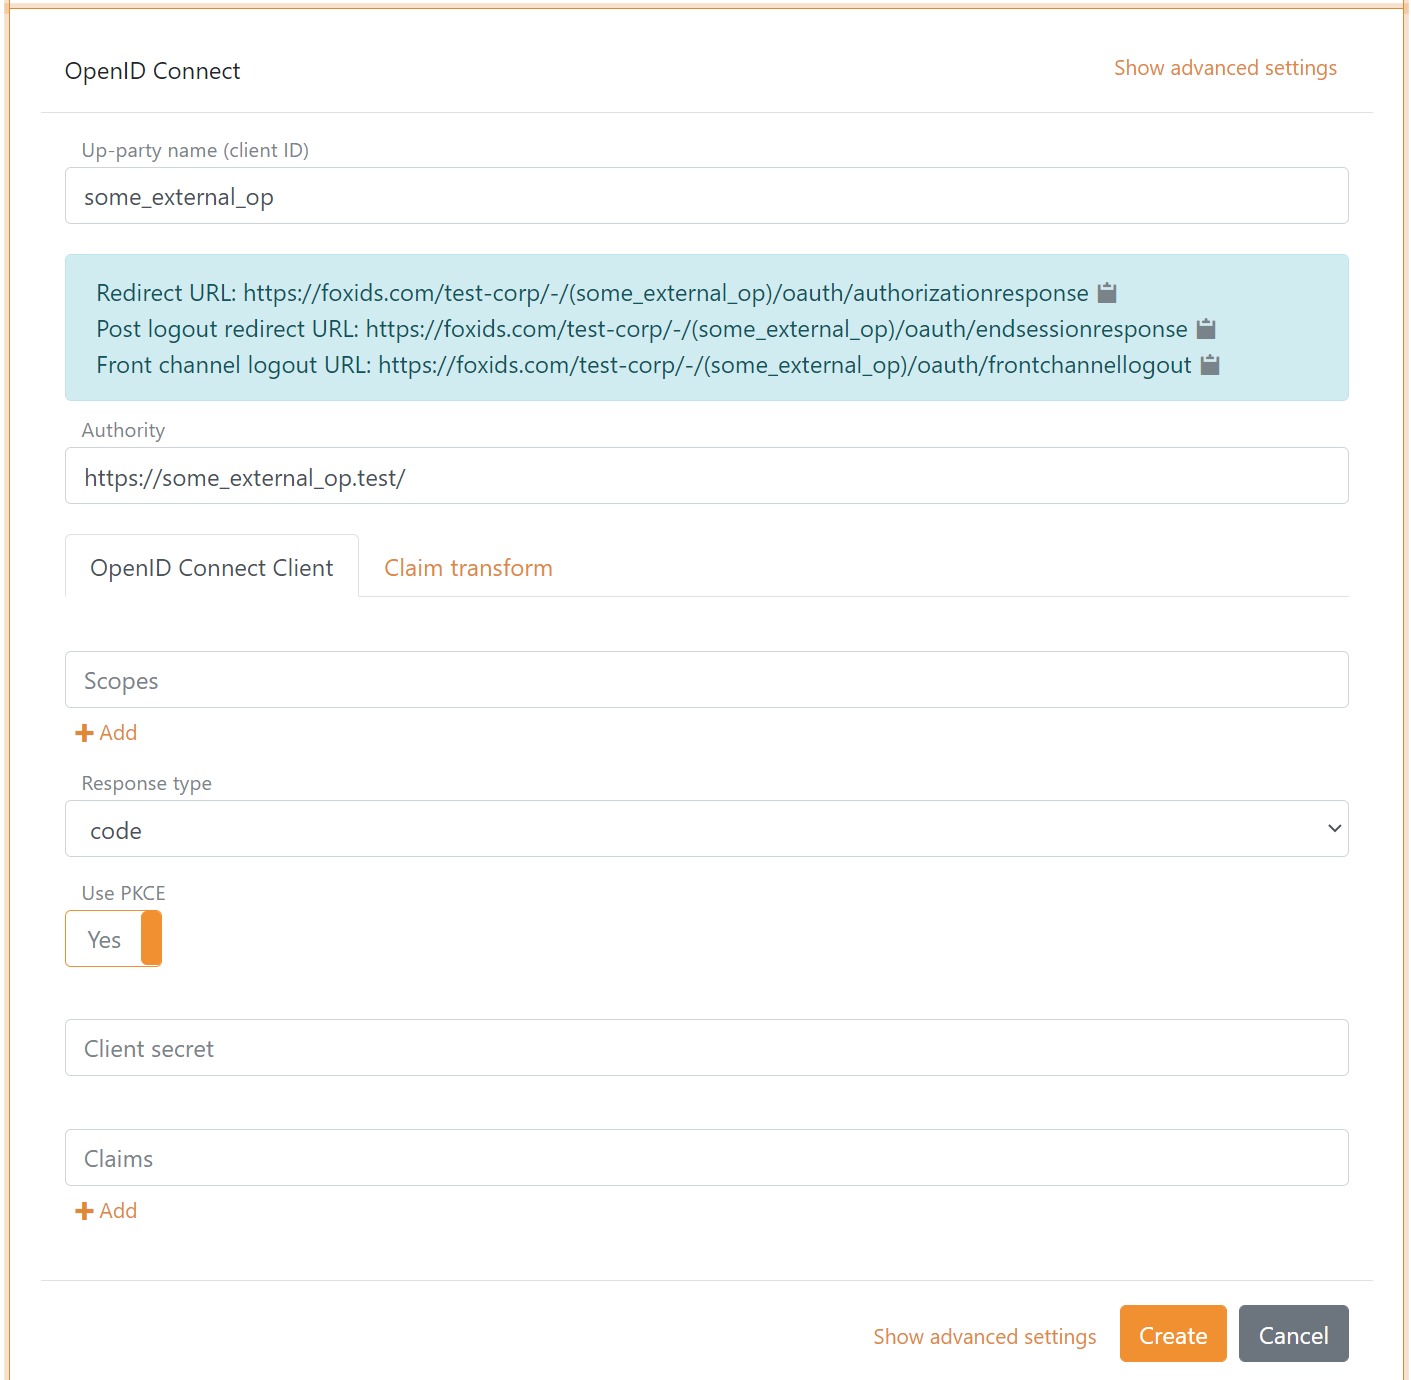 OpenID Connect
Show advanced settings
Up-party name (client ID)
some_external_op
Redirect URL: https://foxids.com/test-corp/-/(some_external_op)/oauth/authorizationresponse
Post logout redirect URL: https://foxids.com/test-corp/-/(some_external_op)/oauth/endsessionresponse
Front channel logout URL: https://foxids.com/test-corp/-/(some_external_op)/oauth/frontchannellogout
Authority
https://some_external_op.test/
OpenID Connect Client
Claim transform
Scopes
Add
Response type
code
Use PKCE
Yes
Client secret
Claims
Add
Show advanced settings
Create
Cancel